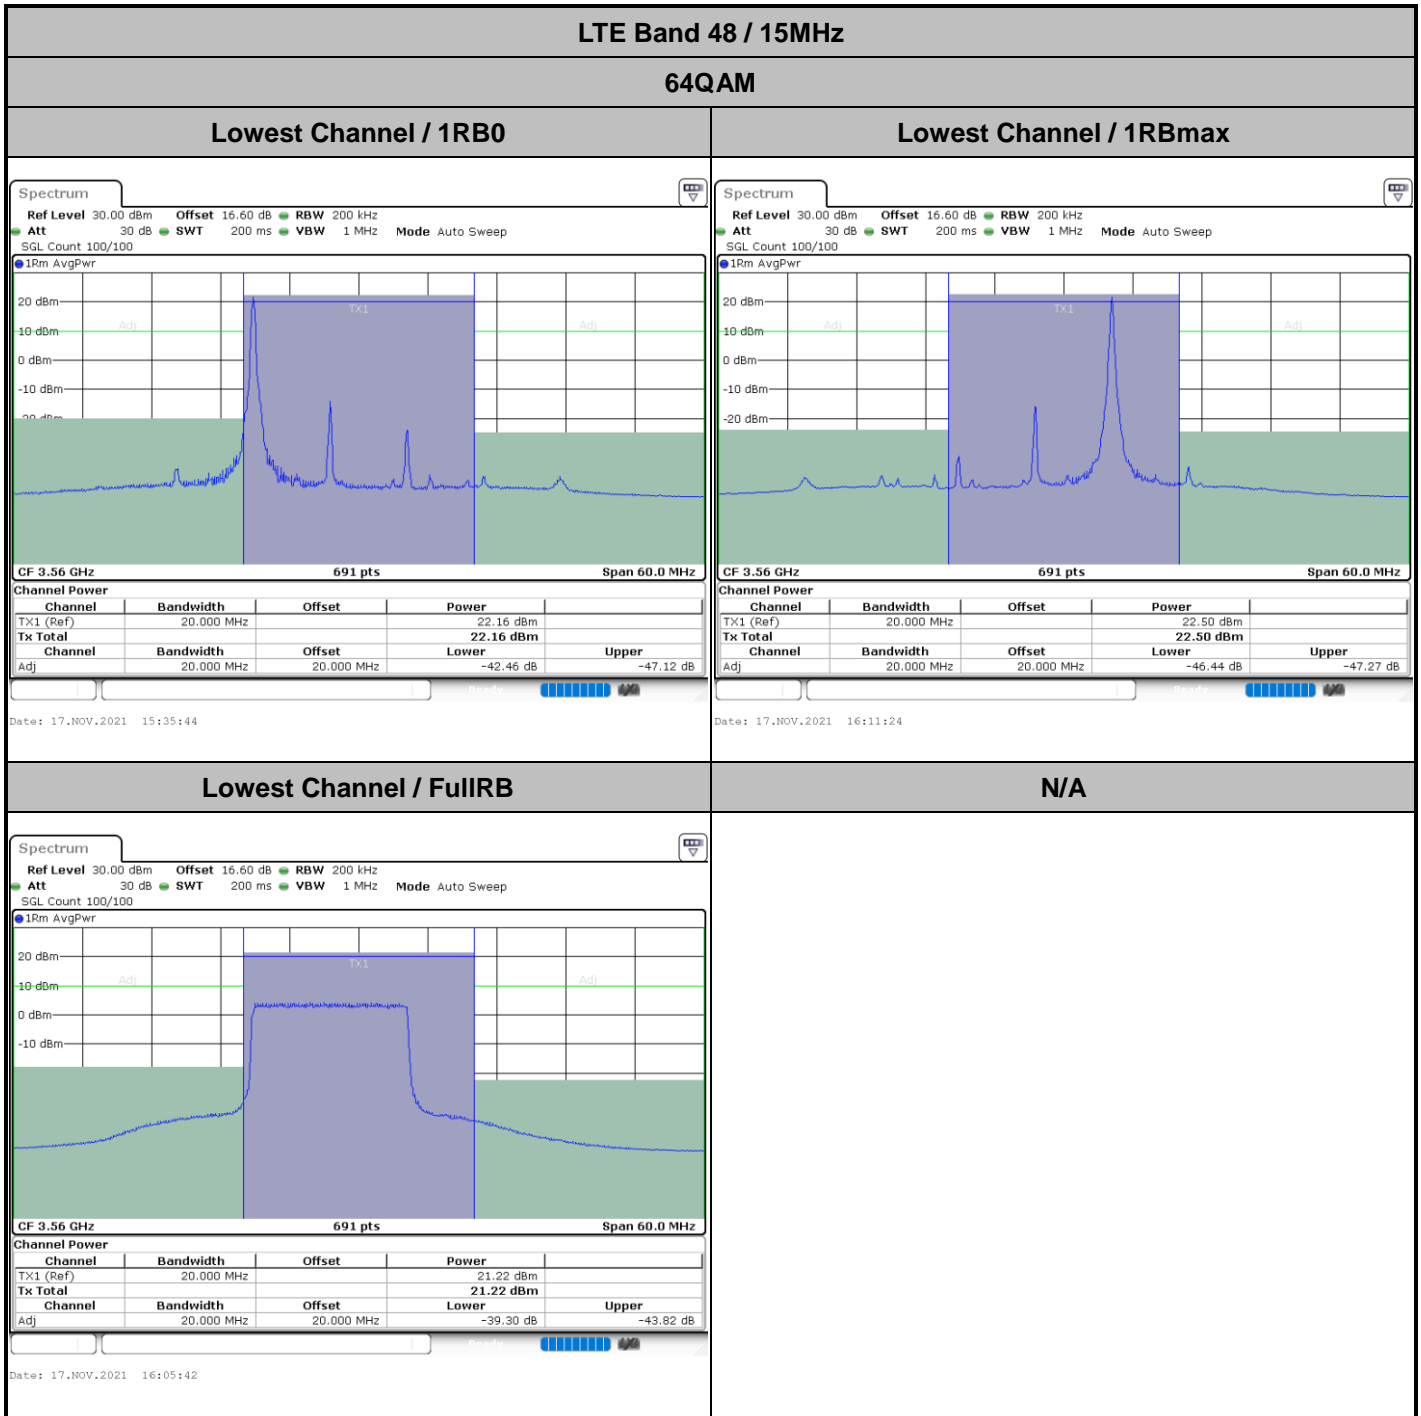 LTE Band 48 / 15MHz
64QAM
Lowest Channel / 1RB0
Lowest Channel / 1RBmax
Spectrum
Ref Level 30.00 dBm Offset 16.60 dB RBW 200 kHz
Att 30 dB SWT 200 ms VBW 1 MHz Mode Auto Sweep
SGL Count 100/100
1Rm AvgPwr
TX1
Adj
Adj
20 dBm
10 dBm
0 dBm
-10 dBm
-20 dBm
CF 3.56 GHz 691 pts Span 60.0 MHz
Channel Power
Channel Bandwidth Offset Power
TX1 (Ref) 20.000 MHz 22.16 dBm
Tx Total 22.16 dBm
Channel Bandwidth Offset Lower Upper
Adj 20.000 MHz 20.000 MHz -42.46 dB -47.12 dB
Ready
Date: 17.NOV.2021 15:35:44
Spectrum
Ref Level 30.00 dBm Offset 16.60 dB RBW 200 kHz
Att 30 dB SWT 200 ms VBW 1 MHz Mode Auto Sweep
SGL Count 100/100
1Rm AvgPwr
TX1
Adj
Adj
20 dBm
10 dBm
0 dBm
-10 dBm
-20 dBm
CF 3.56 GHz 691 pts Span 60.0 MHz
Channel Power
Channel Bandwidth Offset Power
TX1 (Ref) 20.000 MHz 22.50 dBm
Tx Total 22.50 dBm
Channel Bandwidth Offset Lower Upper
Adj 20.000 MHz 20.000 MHz -46.44 dB -47.27 dB
Ready
Date: 17.NOV.2021 16:11:24
Lowest Channel / FullRB
N/A
Spectrum
Ref Level 30.00 dBm Offset 16.60 dB RBW 200 kHz
Att 30 dB SWT 200 ms VBW 1 MHz Mode Auto Sweep
SGL Count 100/100
1Rm AvgPwr
TX1
Adj
Adj
20 dBm
10 dBm
0 dBm
-10 dBm
CF 3.56 GHz 691 pts Span 60.0 MHz
Channel Power
Channel Bandwidth Offset Power
TX1 (Ref) 20.000 MHz 21.22 dBm
Tx Total 21.22 dBm
Channel Bandwidth Offset Lower Upper
Adj 20.000 MHz 20.000 MHz -39.30 dB -43.82 dB
Ready
Date: 17.NOV.2021 16:05:42